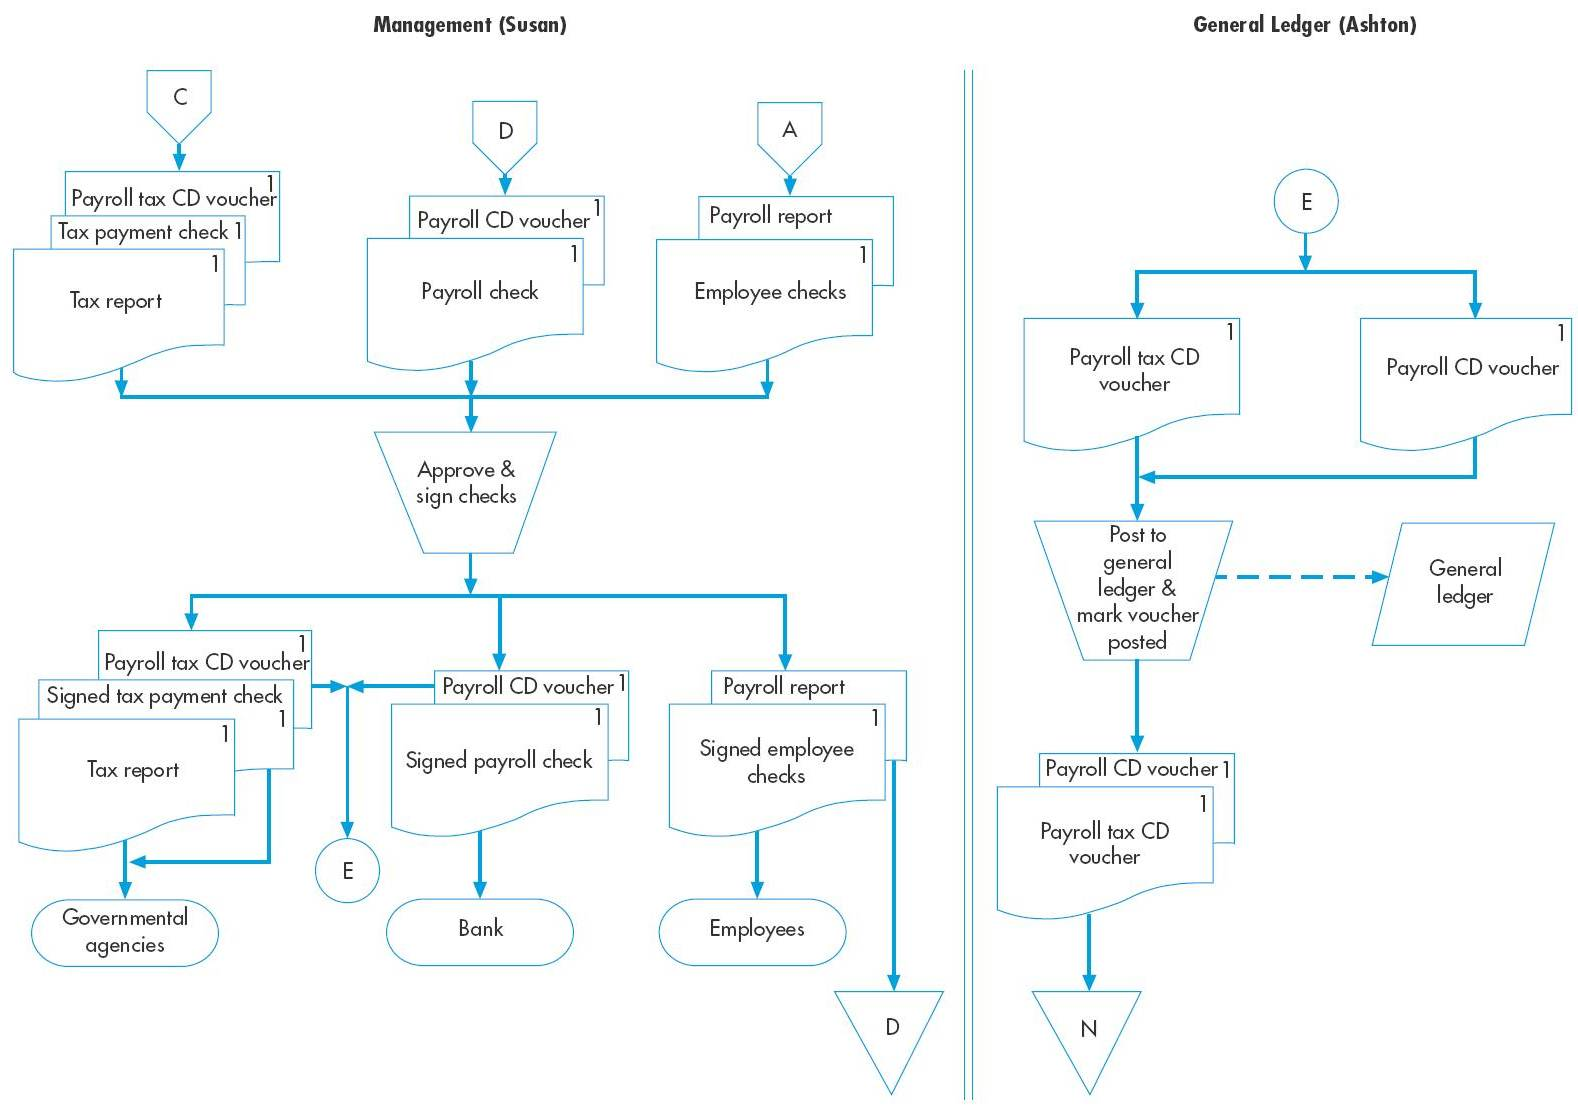 Management (Susan)
General Ledger (Ashton)
C
D
A
Payroll tax CD voucher 1
Tax payment check 1
1
Tax report
Payroll CD voucher 1
1
Payroll check
Payroll report
1
Employee checks
Approve &
sign checks
1
Payroll tax CD voucher
Signed tax payment check
1
1
Tax report
Payroll CD voucher 1
1
Signed payroll check
Payroll report
1
Signed employee
checks
E
Governmental
agencies
Bank
Employees
D
E
1
Payroll tax CD
voucher
1
Payroll CD voucher
Post to
general
ledger &
mark voucher
posted
General
ledger
Payroll CD voucher 1
1
Payroll tax CD
voucher
N